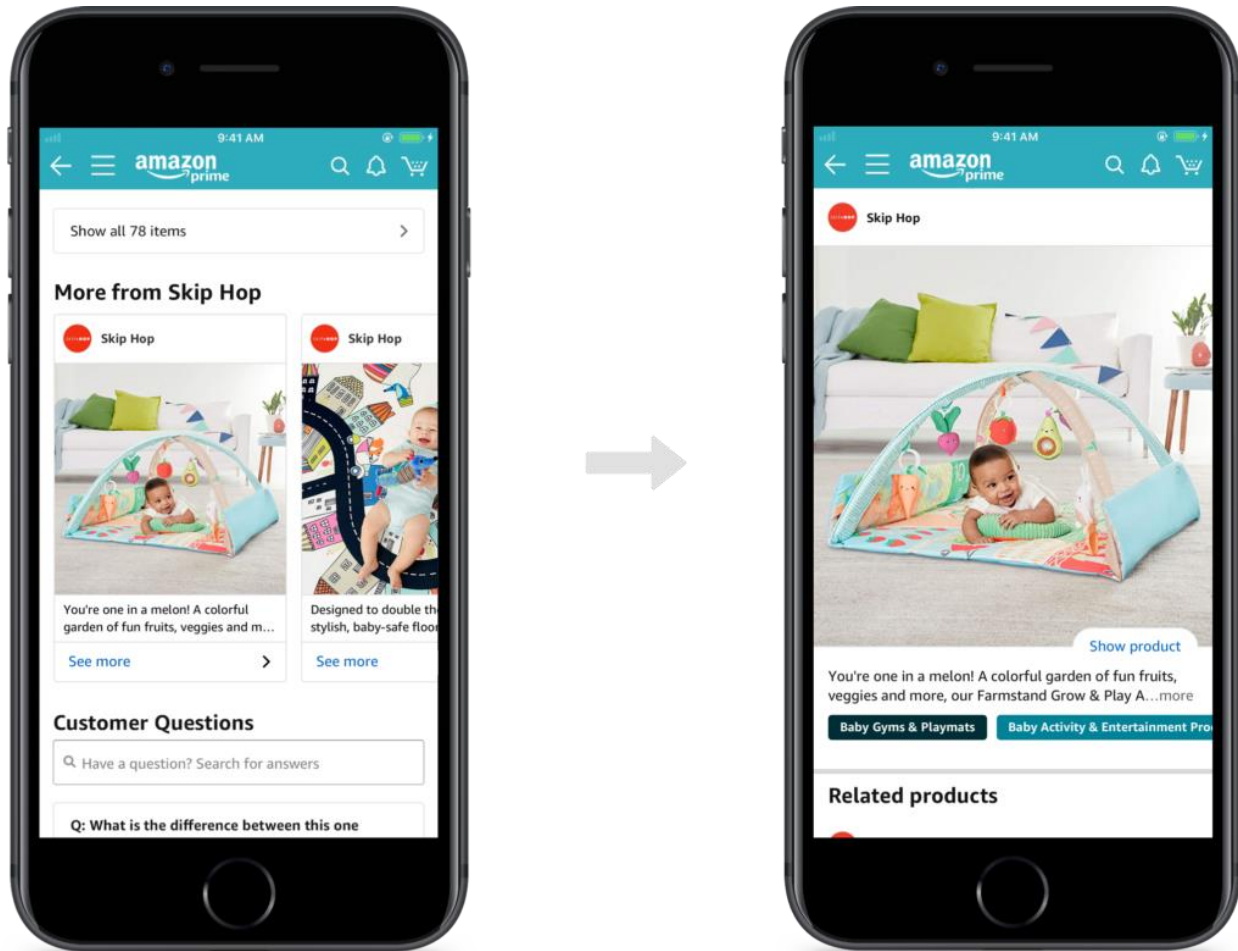 9:41 AM
amazon
prime
Show all 78 items
More from Skip Hop
Skip Hop
You're one in a melon! A colorful
garden of fun fruits, veggies and m...
See more
Skip Hop
Designed to double th
stylish, baby-safe floo
See more
Customer Questions
Have a question? Search for answers
Q: What is the difference between this one
9:41 AM
amazon
prime
Skip Hop
Show product
You're one in a melon! A colorful garden of fun fruits,
veggies and more, our Farmstand Grow & Play A...more
Baby Gyms & Playmats
Baby Activity & Entertainment Pro
Related products